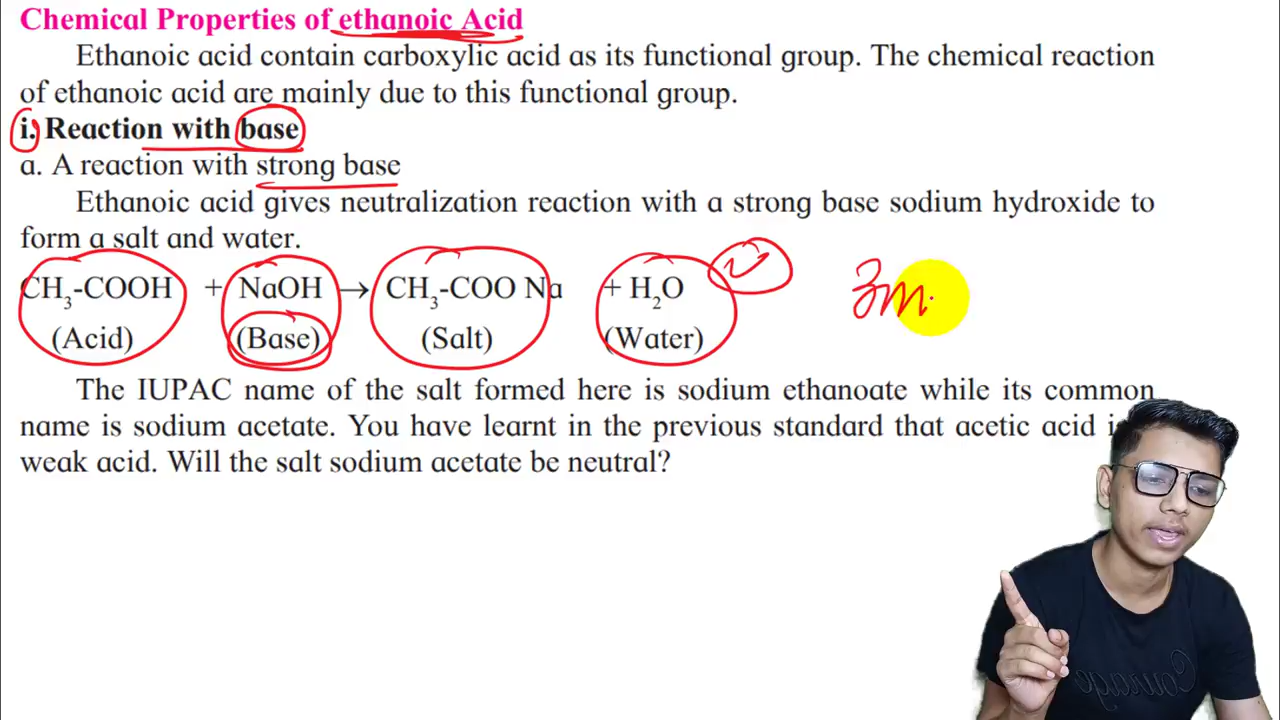 Chemical Properties of ethanoic Acid
Ethanoic acid contain carboxylic acid as its functional group. The chemical reaction
of ethanoic acid are mainly due to this functional group.
i. Reaction with base
a. A reaction with strong base
Ethanoic acid gives neutralization reaction with a strong base sodium hydroxide to
form a salt and water.
CH₃-COOH + NaOH → CH₃-COO Na + H₂O
(Acid) (Base) (Salt) (Water)
3m.
The IUPAC name of the salt formed here is sodium ethanoate while its common
name is sodium acetate. You have learnt in the previous standard that acetic acid is
weak acid. Will the salt sodium acetate be neutral?
Courage